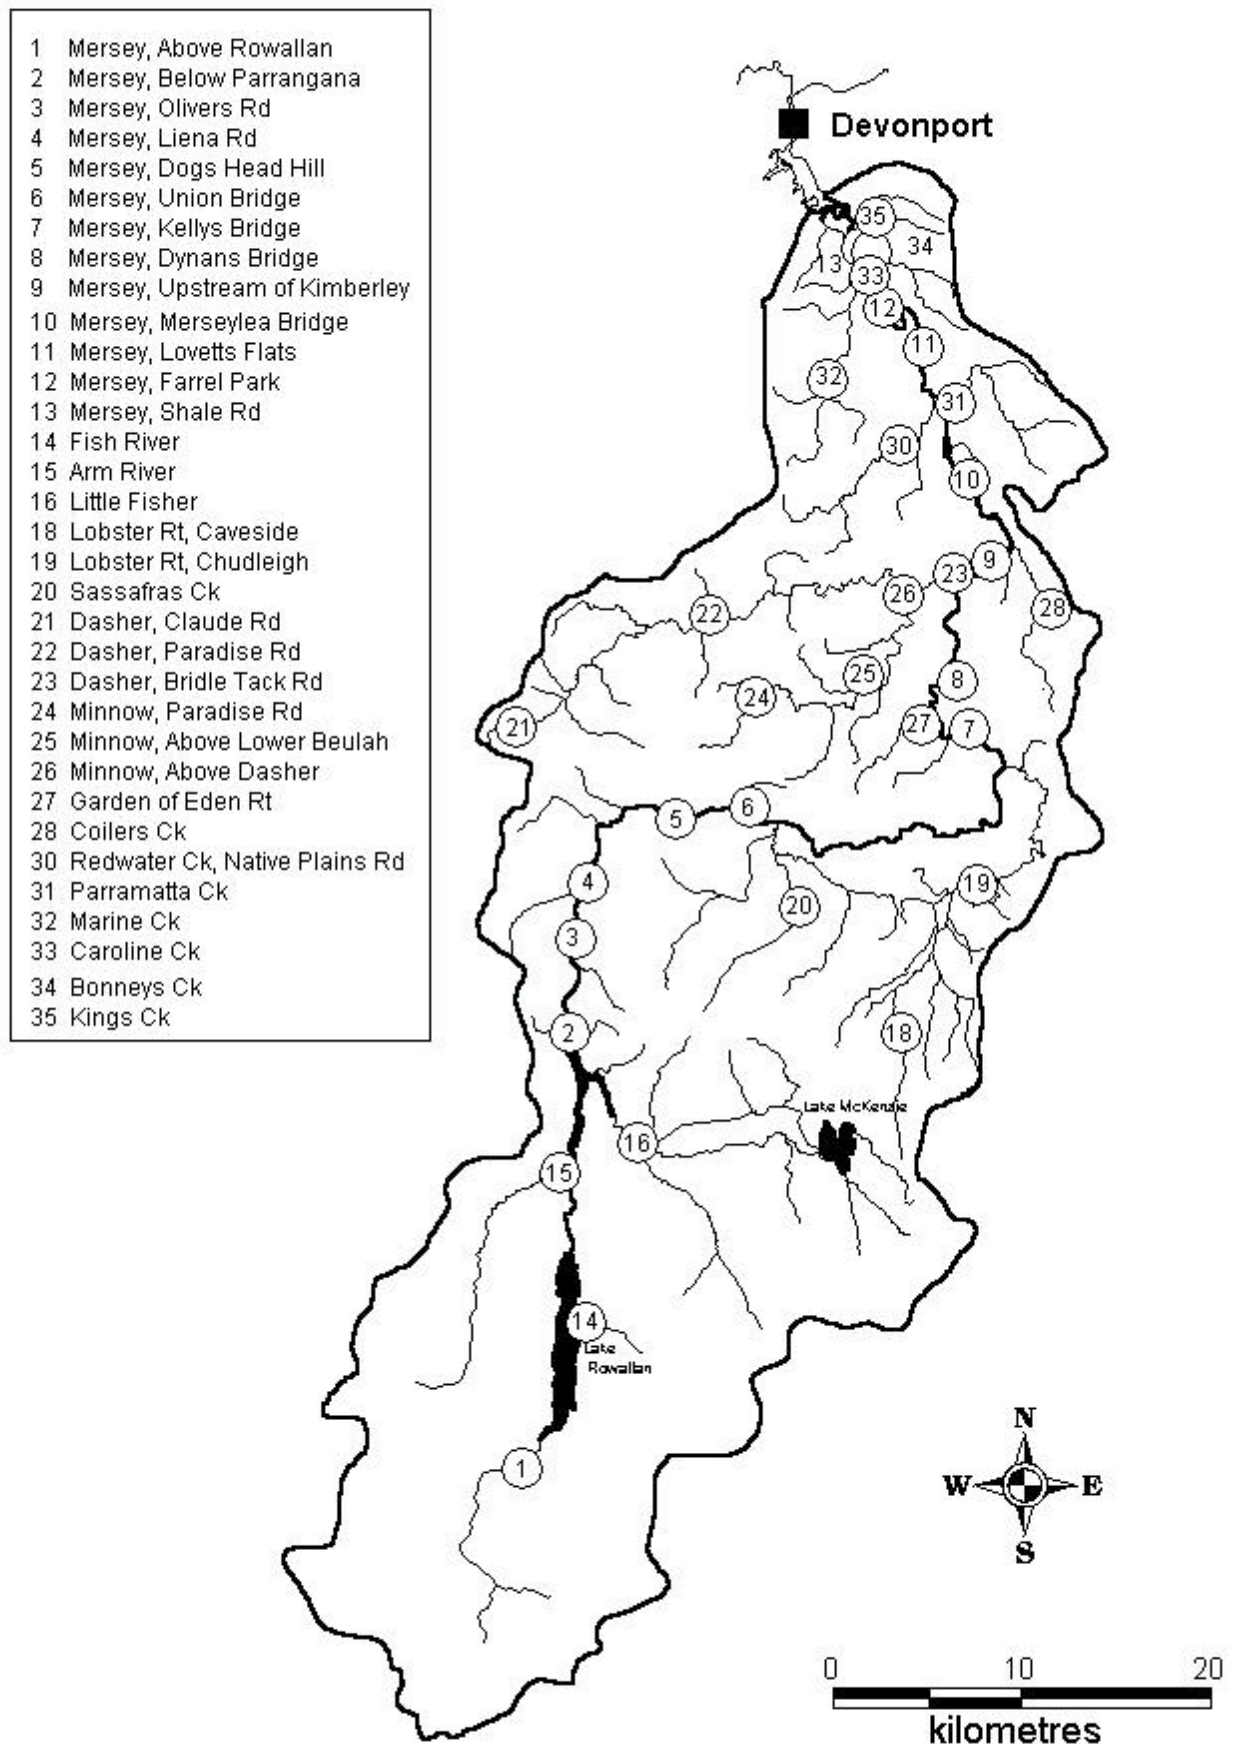 1 Mersey, Above Rowallan
2 Mersey, Below Parrangana
3 Mersey, Olivers Rd
4 Mersey, Liena Rd
5 Mersey, Dogs Head Hill
6 Mersey, Union Bridge
7 Mersey, Kellys Bridge
8 Mersey, Dynans Bridge
9 Mersey, Upstream of Kimberley
10 Mersey, Merseylea Bridge
11 Mersey, Lovetts Flats
12 Mersey, Farrel Park
13 Mersey, Shale Rd
14 Fish River
15 Arm River
16 Little Fisher
18 Lobster Rt, Caveside
19 Lobster Rt, Chudleigh
20 Sassafras Ck
21 Dasher, Claude Rd
22 Dasher, Paradise Rd
23 Dasher, Bridle Tack Rd
24 Minnow, Paradise Rd
25 Minnow, Above Lower Beulah
26 Minnow, Above Dasher
27 Garden of Eden Rt
28 Coilers Ck
30 Redwater Ck, Native Plains Rd
31 Parramatta Ck
32 Marine Ck
33 Caroline Ck
34 Bonneys Ck
35 Kings Ck
Devonport
35
34
13
33
12
11
32
31
30
10
9
23
26
28
22
25
8
24
27
7
21
6
5
4
19
20
3
2
18
Lake McKenzie
16
15
14
Lake
Rowallan
1
N
W E
S
0 10 20
kilometres